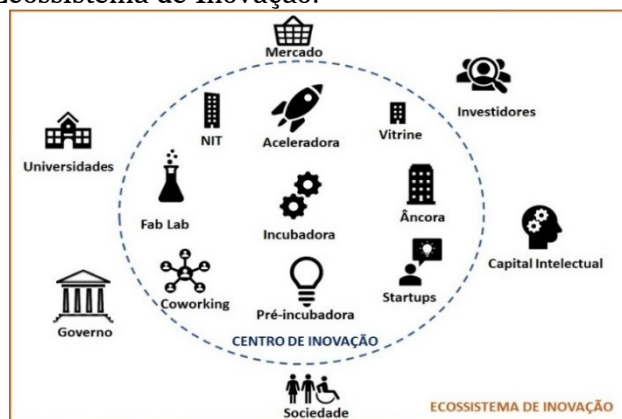 Ecossistema de Inovação.
Mercado
Investidores
NIT
Aceleradora
Vitrine
Universidades
Fab Lab
Incubadora
Âncora
Capital Intelectual
Coworking
Pré-incubadora
Startups
Governo
CENTRO DE INOVAÇÃO
Sociedade
ECOSSISTEMA DE INOVAÇÃO